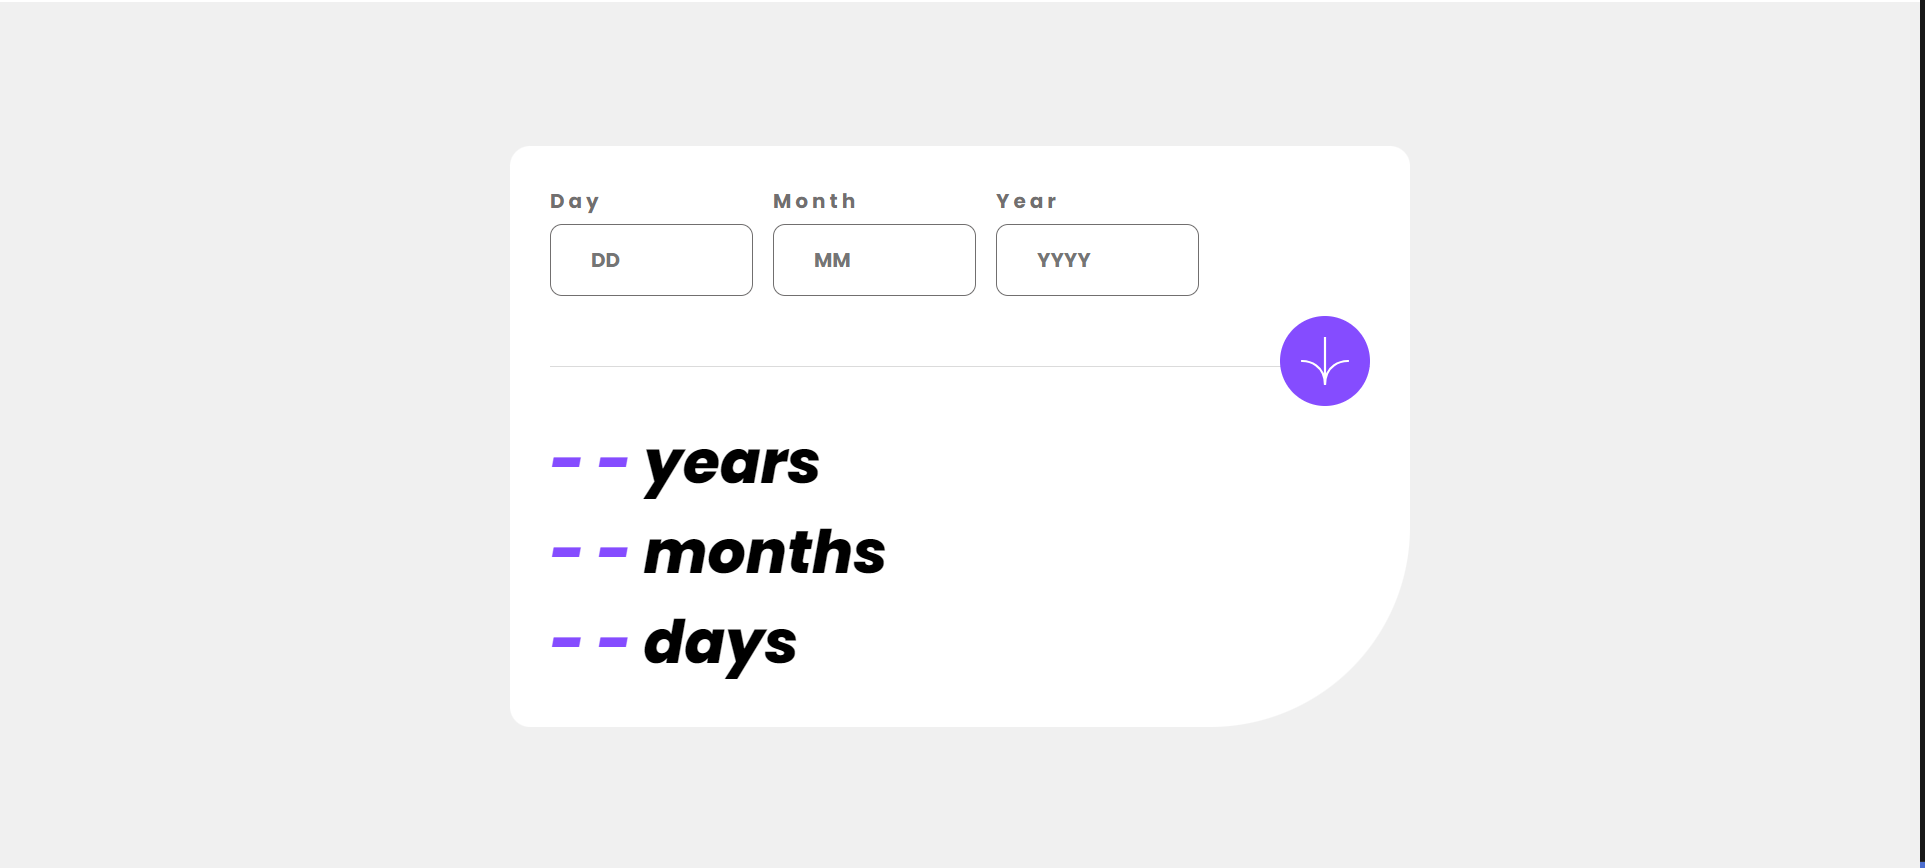 Day Month Year
DD MM YYYY
- - years
- - months
- - days